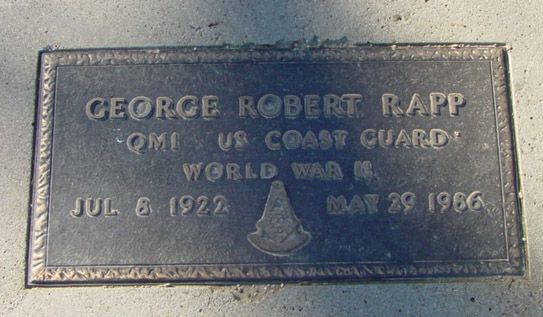 GEORGE ROBERT RAPP
QM1 US COAST GUARD
WORLD WAR II
JUL 8 1922 MAY 29 1986